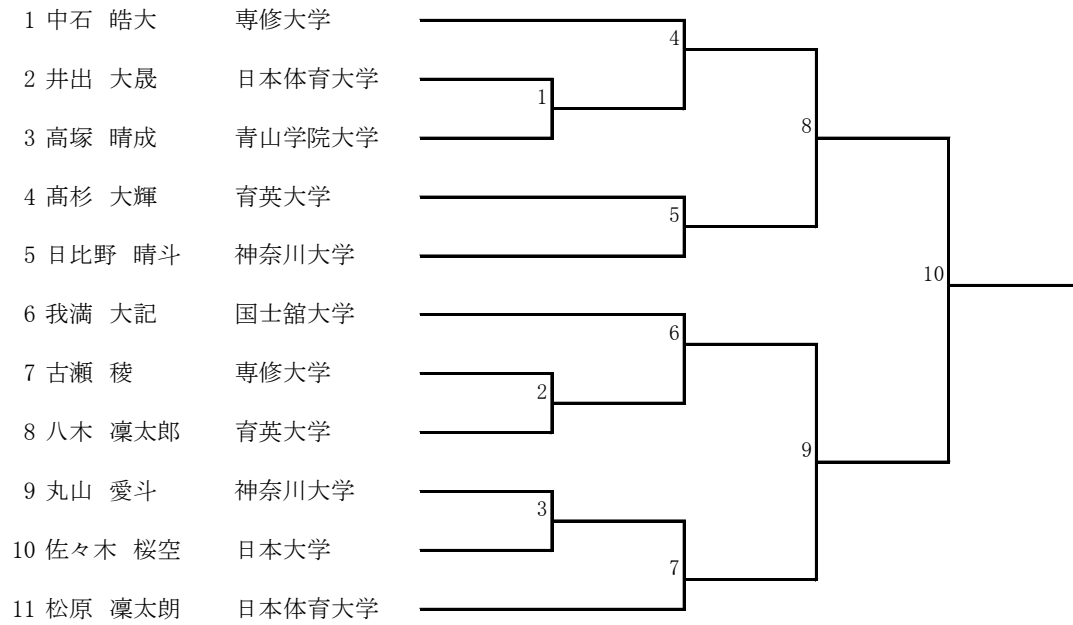 1 中石 皓大 専修大学
4
2 井出 大晟 日本体育大学
1
3 高塚 晴成 青山学院大学
8
4 髙杉 大輝 育英大学
5
5 日比野 晴斗 神奈川大学
10
6 我満 大記 国士舘大学
6
7 古瀬 稜 専修大学
2
8 八木 凜太郎 育英大学
9
9 丸山 愛斗 神奈川大学
3
10 佐々木 桜空 日本大学
7
11 松原 凜太朗 日本体育大学